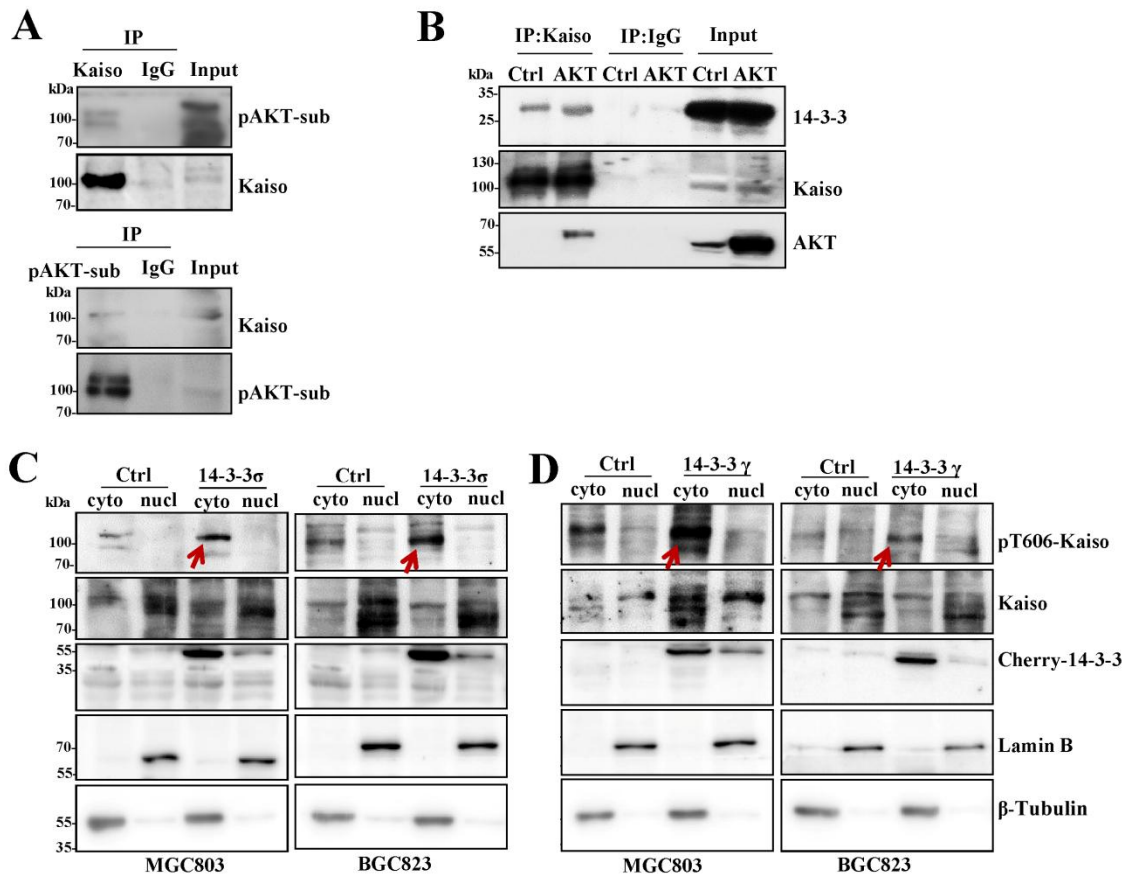 A
IP
Kaiso IgG Input
kDa
100-
70-
pAKT-sub
100-
70-
Kaiso
IP
pAKT-sub IgG Input
kDa
100-
70-
Kaiso
100-
70-
pAKT-sub
B
IP:Kaiso IP:IgG Input
kDa
Ctrl AKT Ctrl AKT Ctrl AKT
35-
25-
14-3-3
130-
100-
Kaiso
70-
55-
AKT
C
Ctrl 14-3-3σ Ctrl 14-3-3σ
cyto nucl cyto nucl cyto nucl cyto nucl
kDa
100-
70-
100-
70-
55-
35-
70-
55-
55-
35-
MGC803 BGC823
D
Ctrl 14-3-3 γ Ctrl 14-3-3 γ
cyto nucl cyto nucl cyto nucl cyto nucl
pT606-Kaiso
Kaiso
Cherry-14-3-3
Lamin B
β-Tubulin
MGC803 BGC823